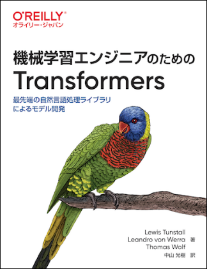 O'REILLY®
オライリー・ジャパン
機械学習エンジニアのための
Transformers
最先端の自然言語処理ライブラリ
によるモデル開発
Lewis Tunstall
Leandro von Werra 著
Thomas Wolf
中山 光樹 訳